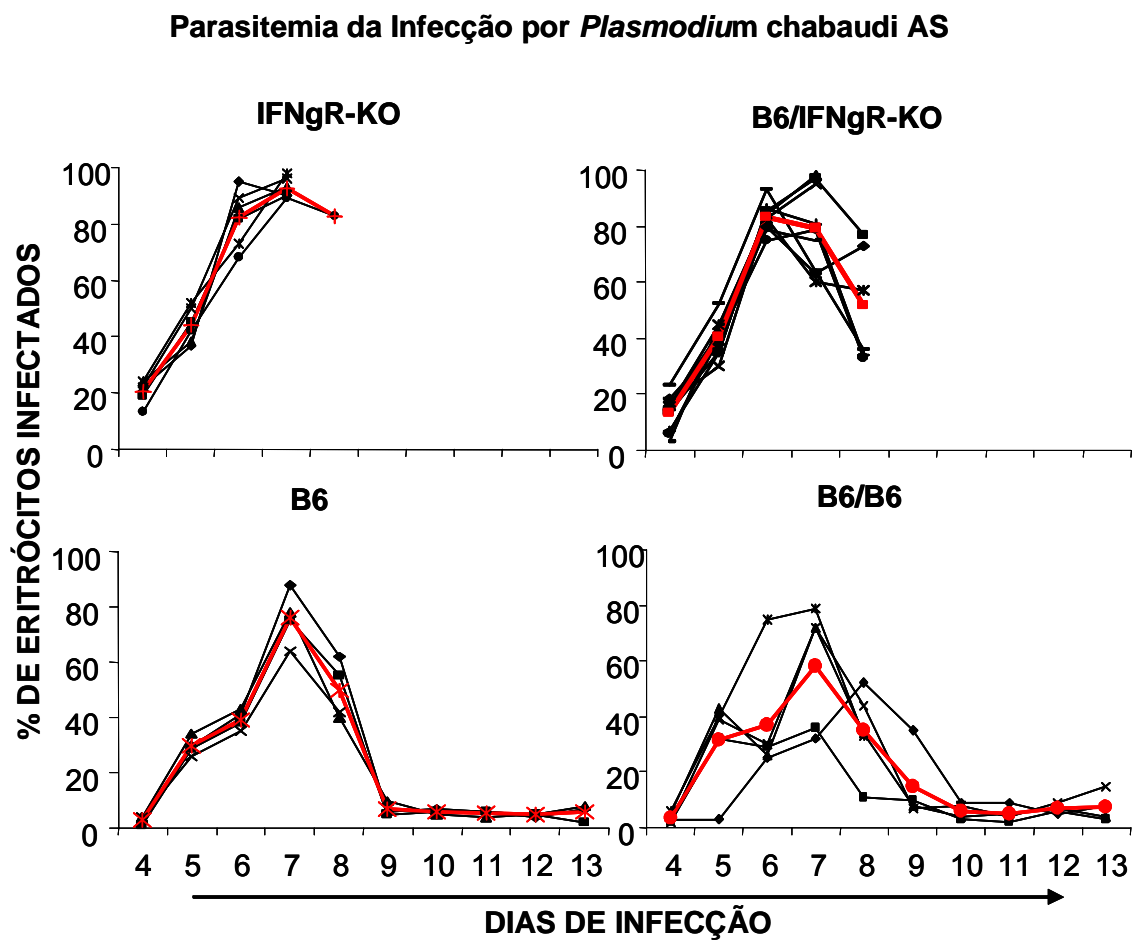 Parasitemia da Infecção por Plasmodium chabaudi AS
IFNgR-KO
B6/IFNgR-KO
100
80
60
40
20
0
100
80
60
40
20
0
B6
B6/B6
100
80
60
40
20
0
4 5 6 7 8 9 10 11 12 13
100
80
60
40
20
0
4 5 6 7 8 9 10 11 12 13
% DE ERITRÓCITOS INFECTADOS
DIAS DE INFECÇÃO